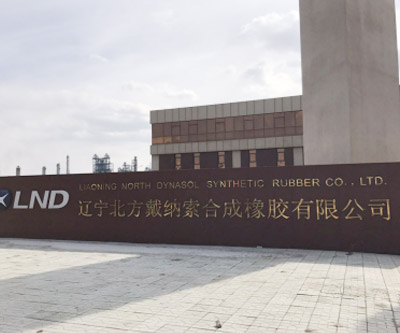 LND
LIAONING NORTH DYNASOL SYNTHETIC RUBBER CO., LTD.
辽宁北方戴纳索合成橡胶有限公司